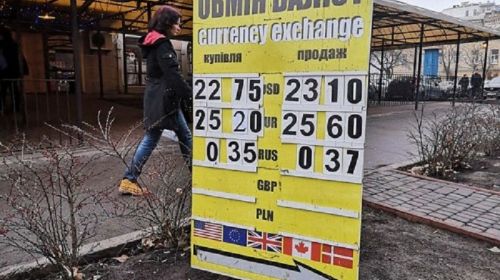 ОБМІН ВАЛЮТ
currency exchange
купівля продаж
22 75 USD 23 10
25 20 EUR 25 60
0 35 RUS 0 37
GBP
PLN